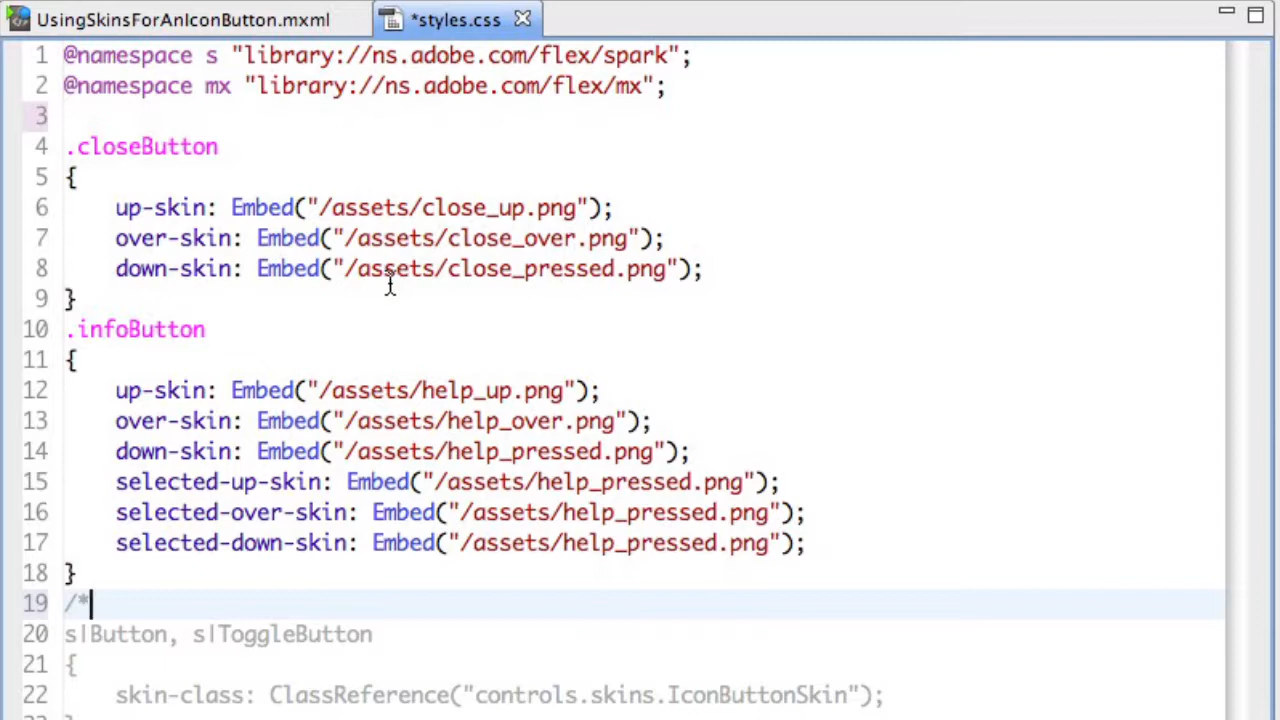 UsingSkinsForAnIconButton.mxml *styles.css
1 @namespace s "library://ns.adobe.com/flex/spark";
2 @namespace mx "library://ns.adobe.com/flex/mx";
3
4 .closeButton
5 {
6 up-skin: Embed("/assets/close_up.png");
7 over-skin: Embed("/assets/close_over.png");
8 down-skin: Embed("/assets/close_pressed.png");
9 }
10 .infoButton
11 {
12 up-skin: Embed("/assets/help_up.png");
13 over-skin: Embed("/assets/help_over.png");
14 down-skin: Embed("/assets/help_pressed.png");
15 selected-up-skin: Embed("/assets/help_pressed.png");
16 selected-over-skin: Embed("/assets/help_pressed.png");
17 selected-down-skin: Embed("/assets/help_pressed.png");
18 }
19 /*
20 s|Button, s|ToggleButton
21 {
22 skin-class: ClassReference("controls.skins.IconButtonSkin");